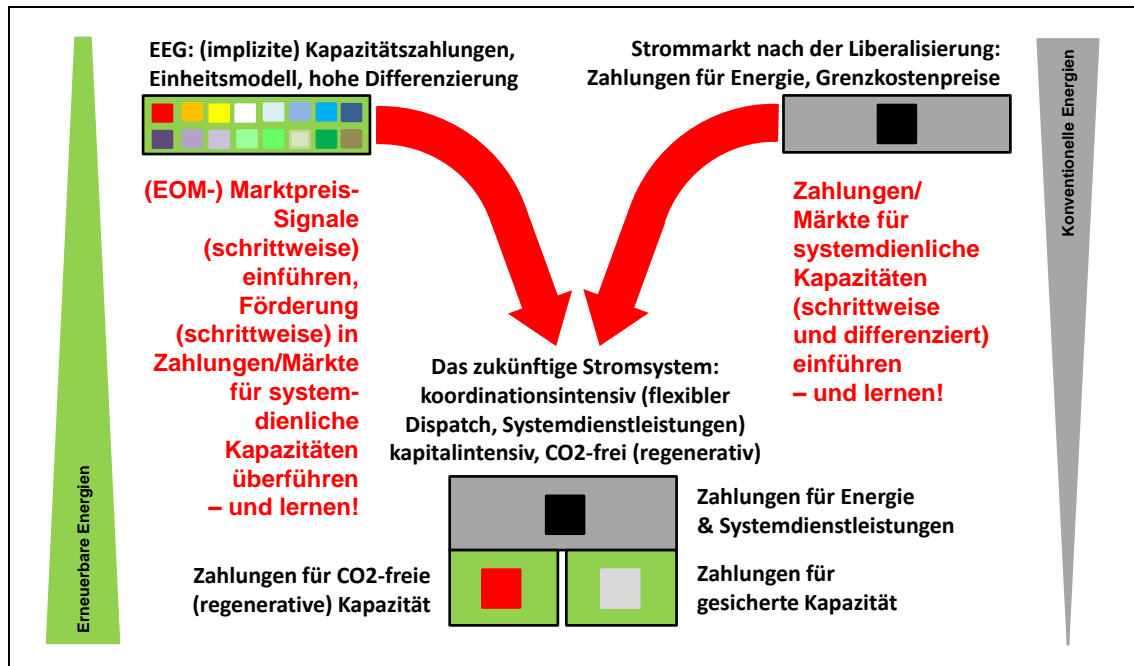 EEG: (implizite) Kapazitätszahlungen,
Einheitsmodell, hohe Differenzierung
Strommarkt nach der Liberalisierung:
Zahlungen für Energie, Grenzkostenpreise
(EOM-) Marktpreis-
Signale
(schrittweise)
einführen,
Förderung
(schrittweise) in
Zahlungen/Märkte
für system-
dienliche
Kapazitäten
überführen
– und lernen!
Zahlungen/
Märkte für
systemdienliche
Kapazitäten
(schrittweise
und differenziert)
einführen
– und lernen!
Das zukünftige Stromsystem:
koordinationsintensiv (flexibler
Dispatch, Systemdienstleistungen)
kapitalintensiv, CO2-frei (regenerativ)
Zahlungen für Energie
& Systemdienstleistungen
Zahlungen für CO2-freie
(regenerative) Kapazität
Zahlungen für
gesicherte Kapazität
Erneuerbare Energien
Konventionelle Energien